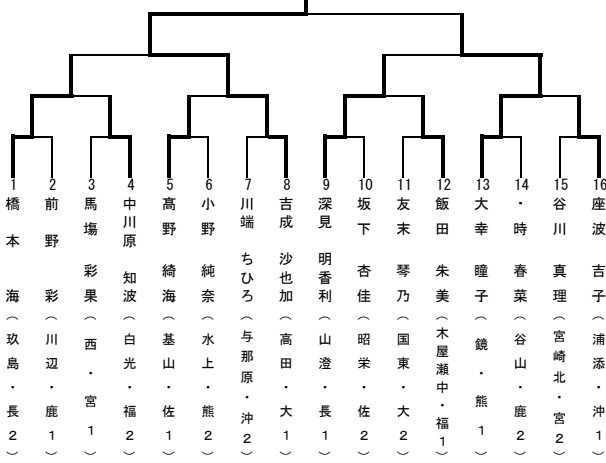 1 橋本 海（玖島・長2）
2 前野 彩（川辺・鹿1）
3 馬塲 彩果（西・宮1）
4 中川原 知波（白光・福2）
5 髙野 綺海（基山・佐1）
6 小野 純奈（水上・熊2）
7 川端 ちひろ（与那原・沖2）
8 吉成 沙也加（高田・大1）
9 深見 明香利（山澄・長1）
10 坂下 杏佳（昭栄・佐2）
11 友末 琴乃（国東・大2）
12 飯田 朱美（木屋瀬中・福1）
13 大幸 瞳子（鏡・熊1）
14 ・時 春菜（谷山・鹿2）
15 谷川 真理（宮崎北・宮2）
16 座波 吉子（浦添・沖1）